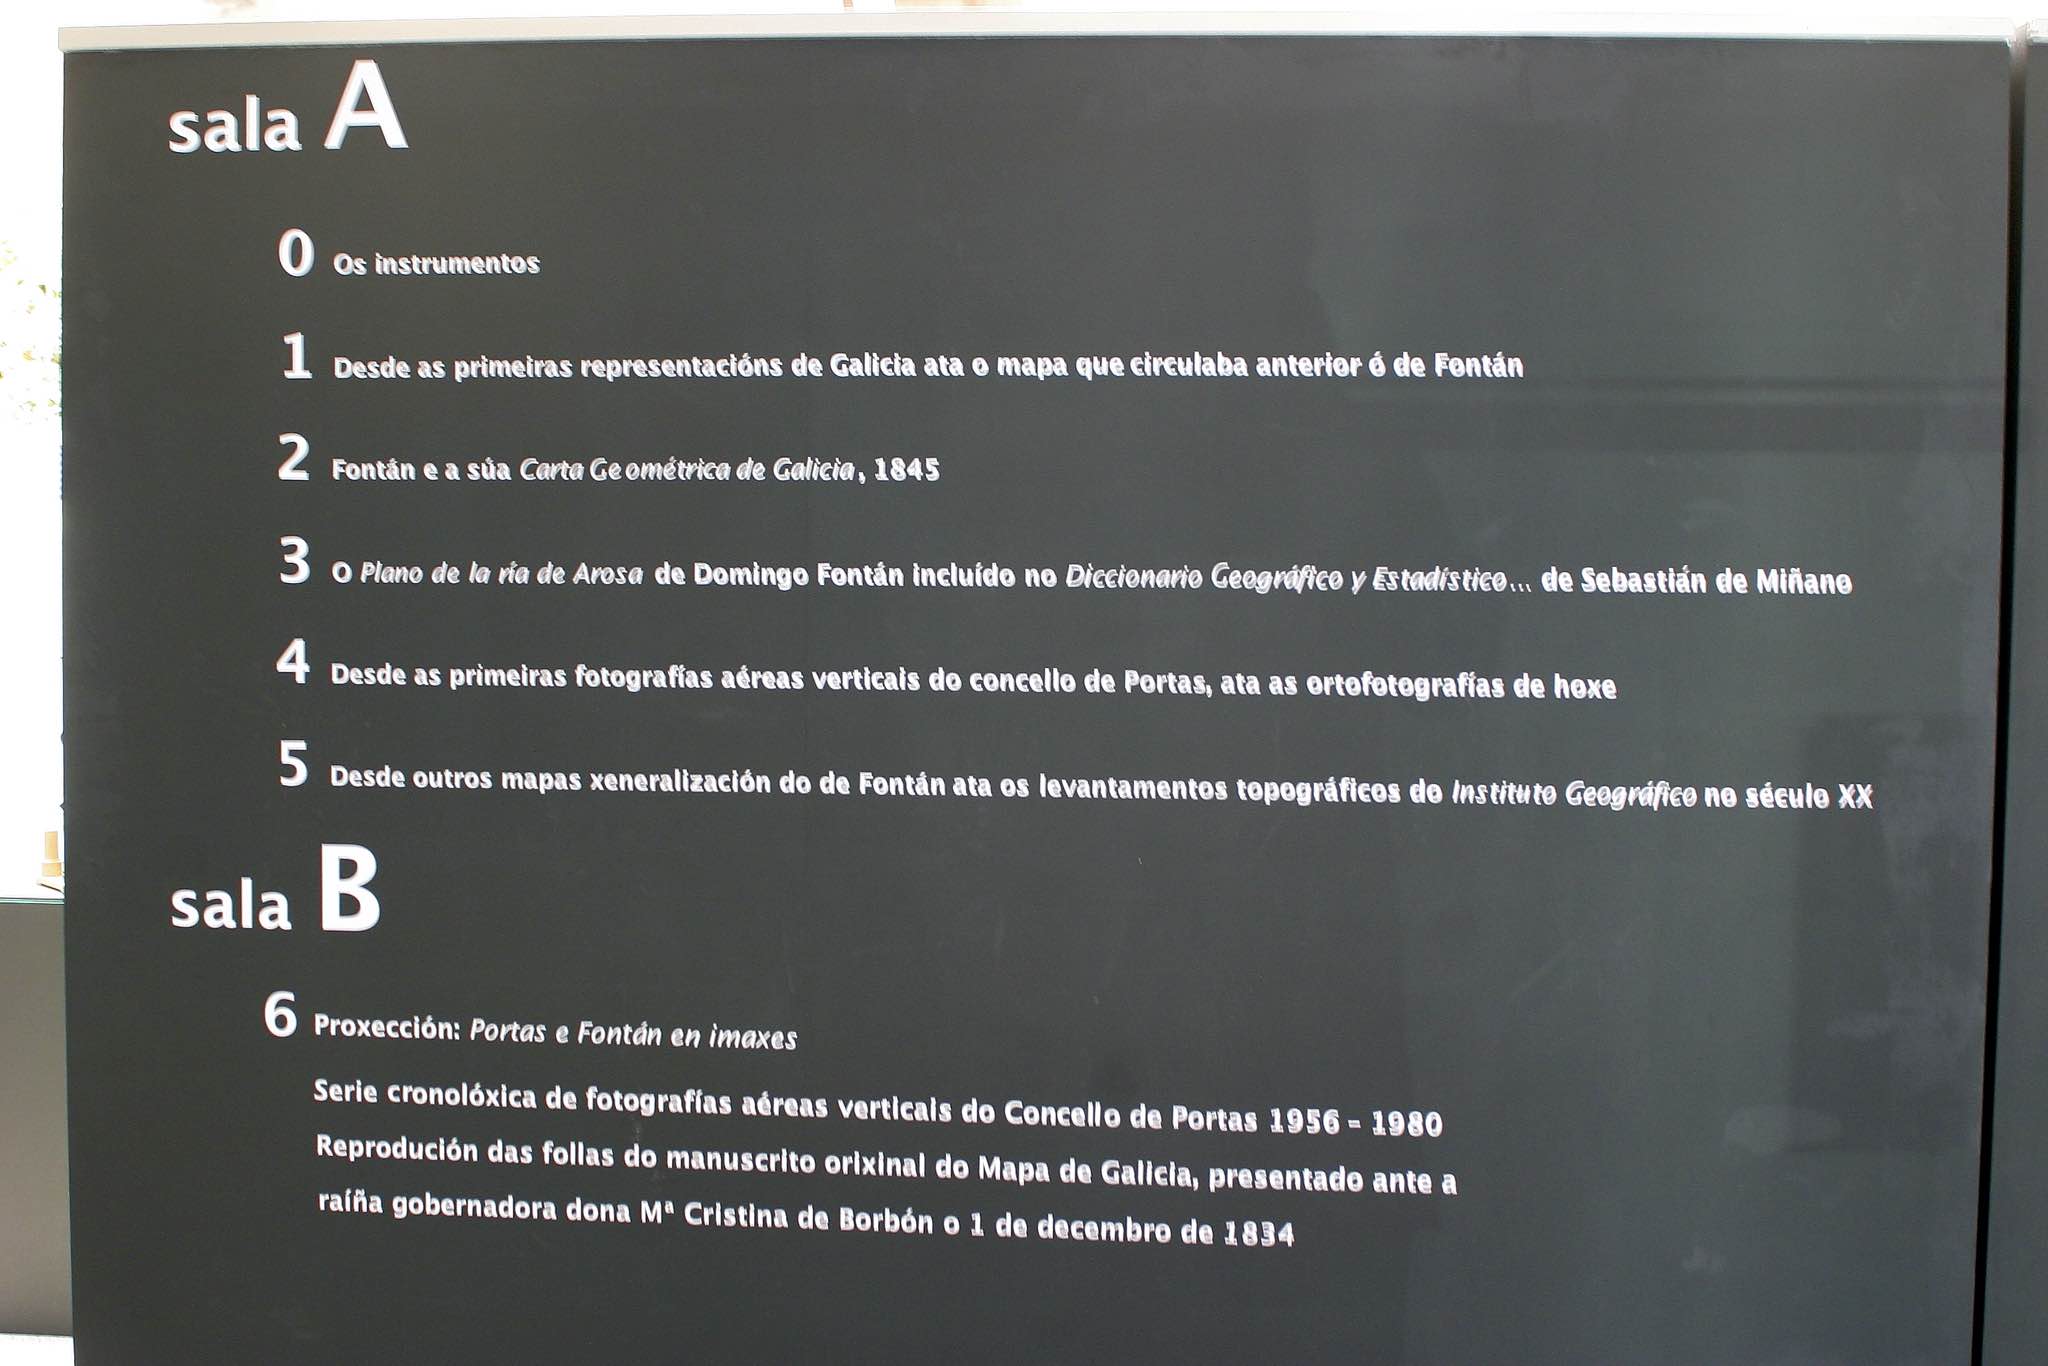 sala A
0 Os instrumentos
1 Desde as primeiras representacións de Galicia ata o mapa que circulaba anterior ó de Fontán
2 Fontán e a súa Carta Geométrica de Galicia, 1845
3 O Plano de la ría de Arosa de Domingo Fontán incluído no Diccionario Geográfico y Estadístico... de Sebastián de Miñano
4 Desde as primeiras fotografías aéreas verticais do concello de Portas, ata as ortofotografías de hoxe
5 Desde outros mapas xeneralización do de Fontán ata os levantamentos topográficos do Instituto Geográfico no século XX
sala B
6 Proxección: Portas e Fontán en imaxes
Serie cronolóxica de fotografías aéreas verticais do Concello de Portas 1956 - 1980
Reprodución das follas do manuscrito orixinal do Mapa de Galicia, presentado ante a
raíña gobernadora dona Mª Cristina de Borbón o 1 de decembro de 1834